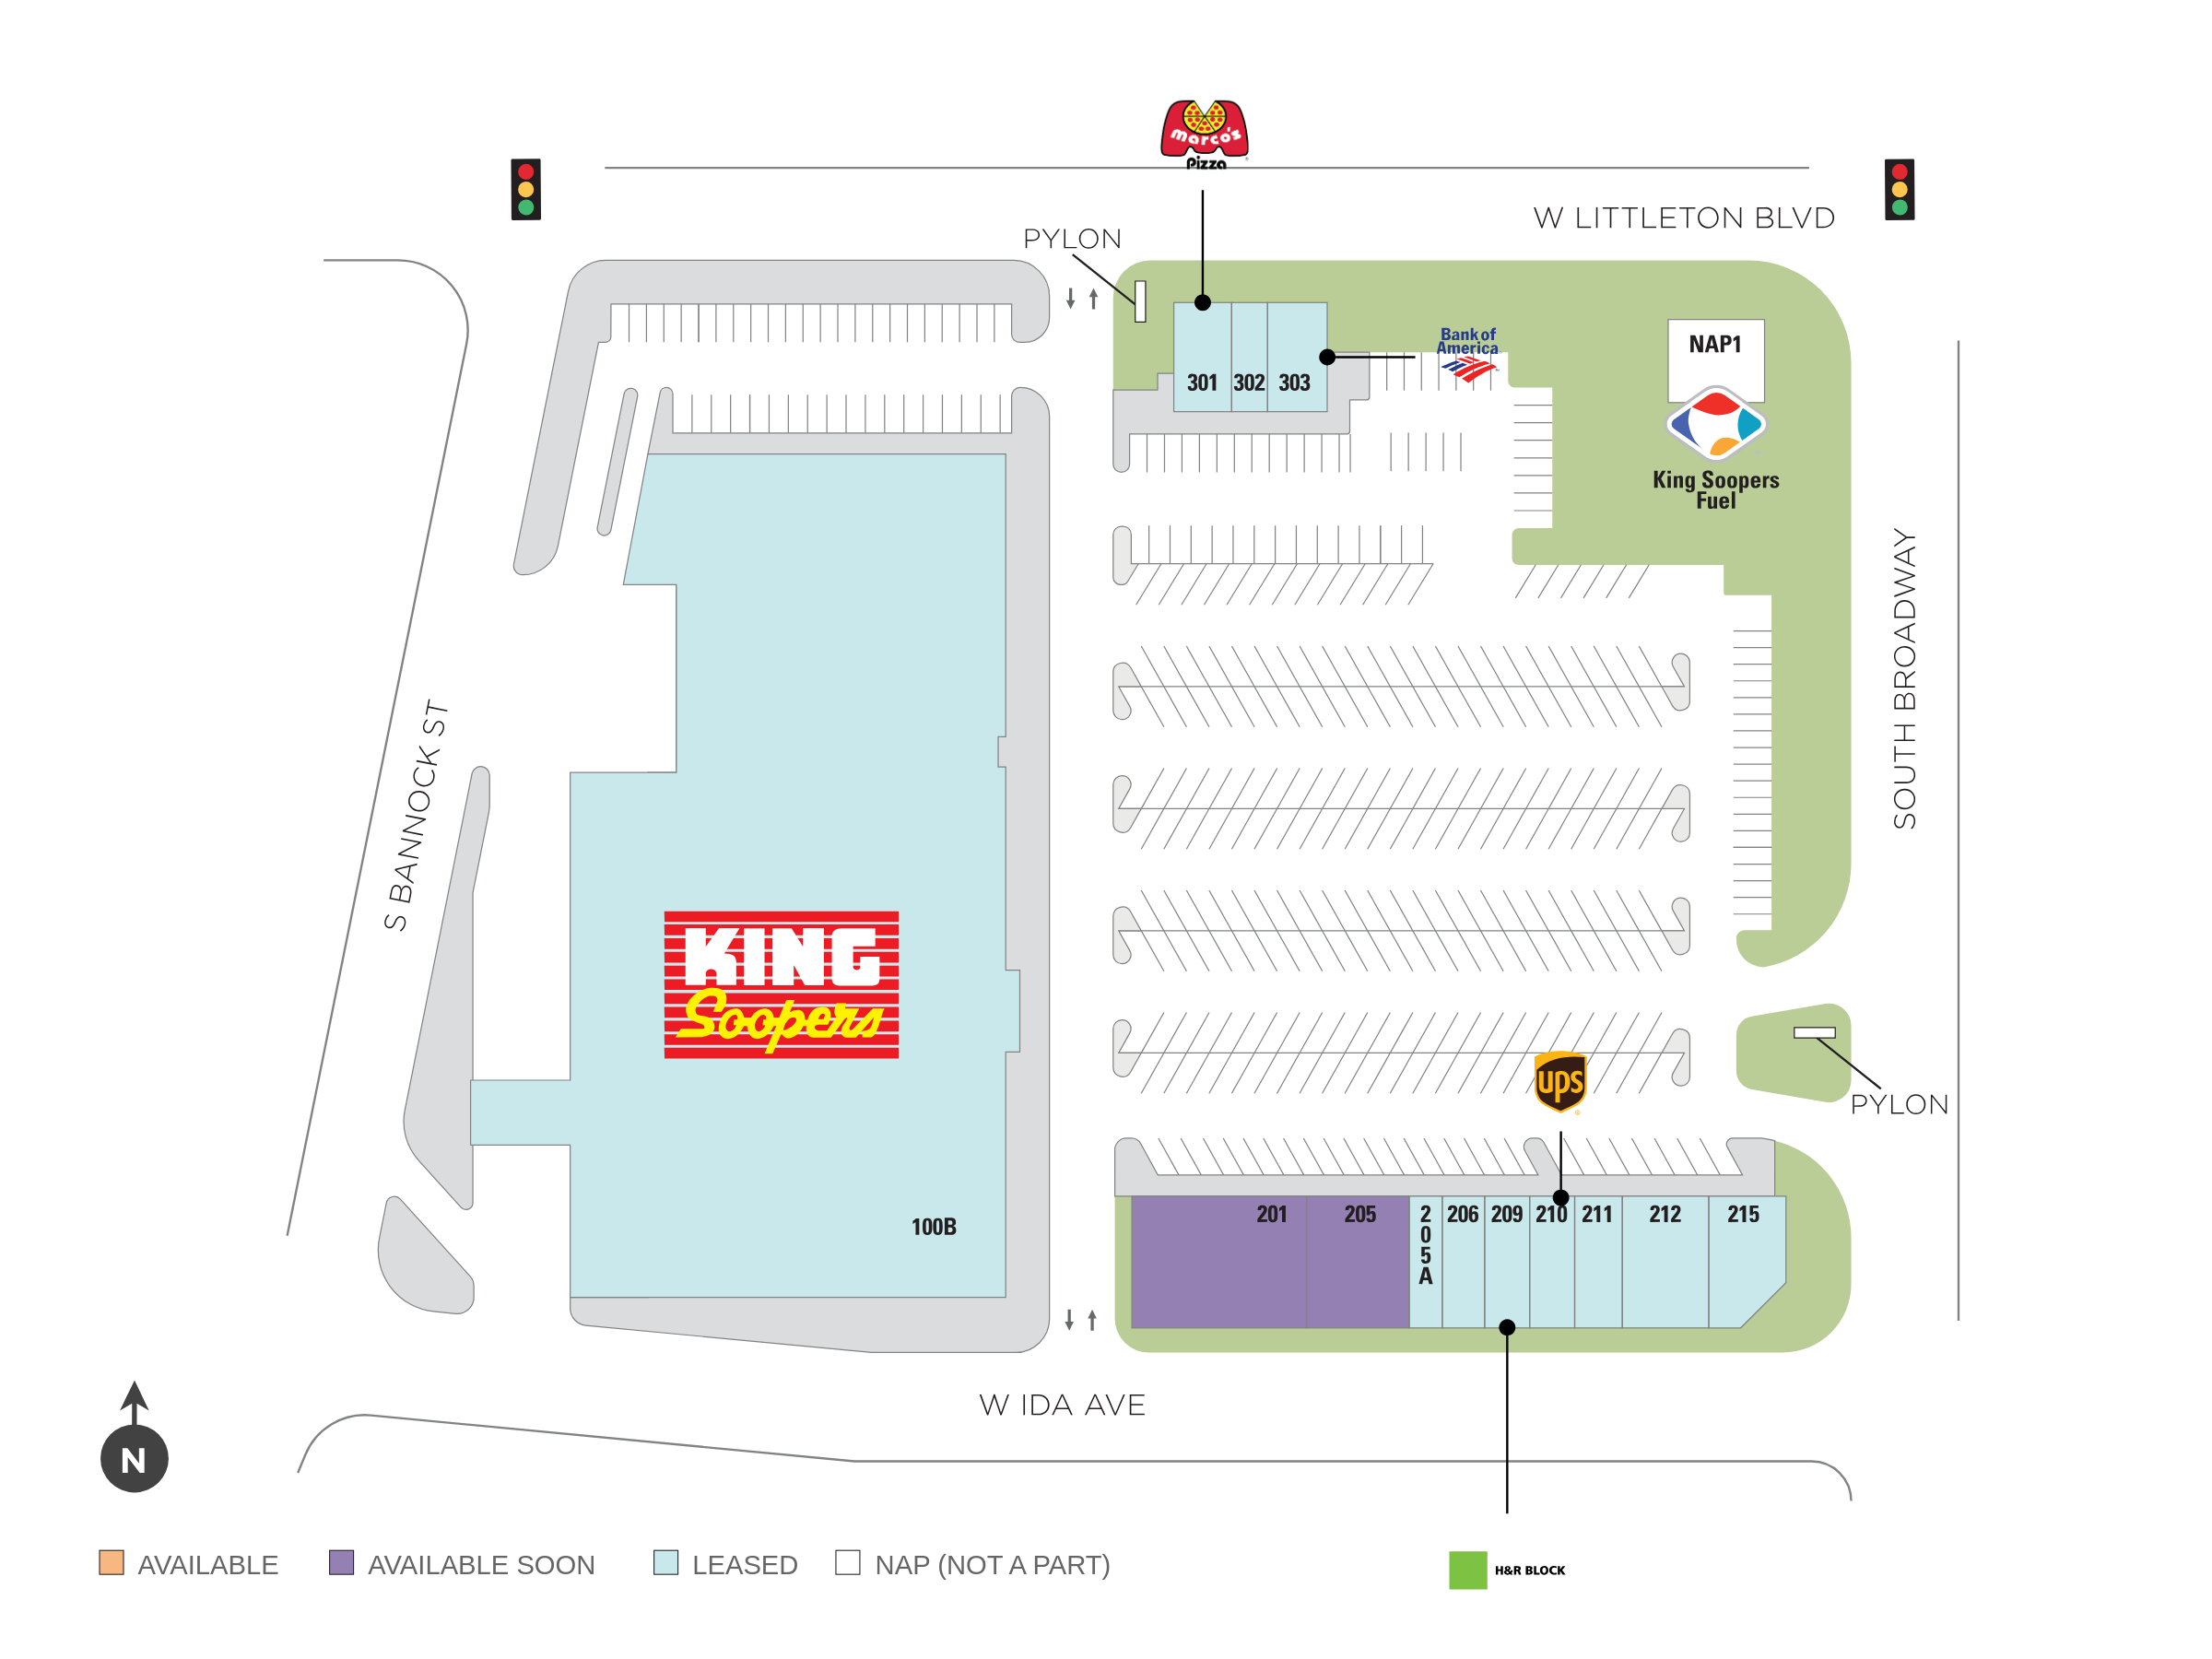 marco's
Pizza
W LITTLETON BLVD
PYLON
Bank of
America
NAP1
301
302
303
King Soopers
Fuel
SOUTH BROADWAY
S BANNOCK ST
KING
Soopers
ups
PYLON
100B
201
205
205A
206
209
210
211
212
215
W IDA AVE
N
AVAILABLE
AVAILABLE SOON
LEASED
NAP (NOT A PART)
H&R BLOCK